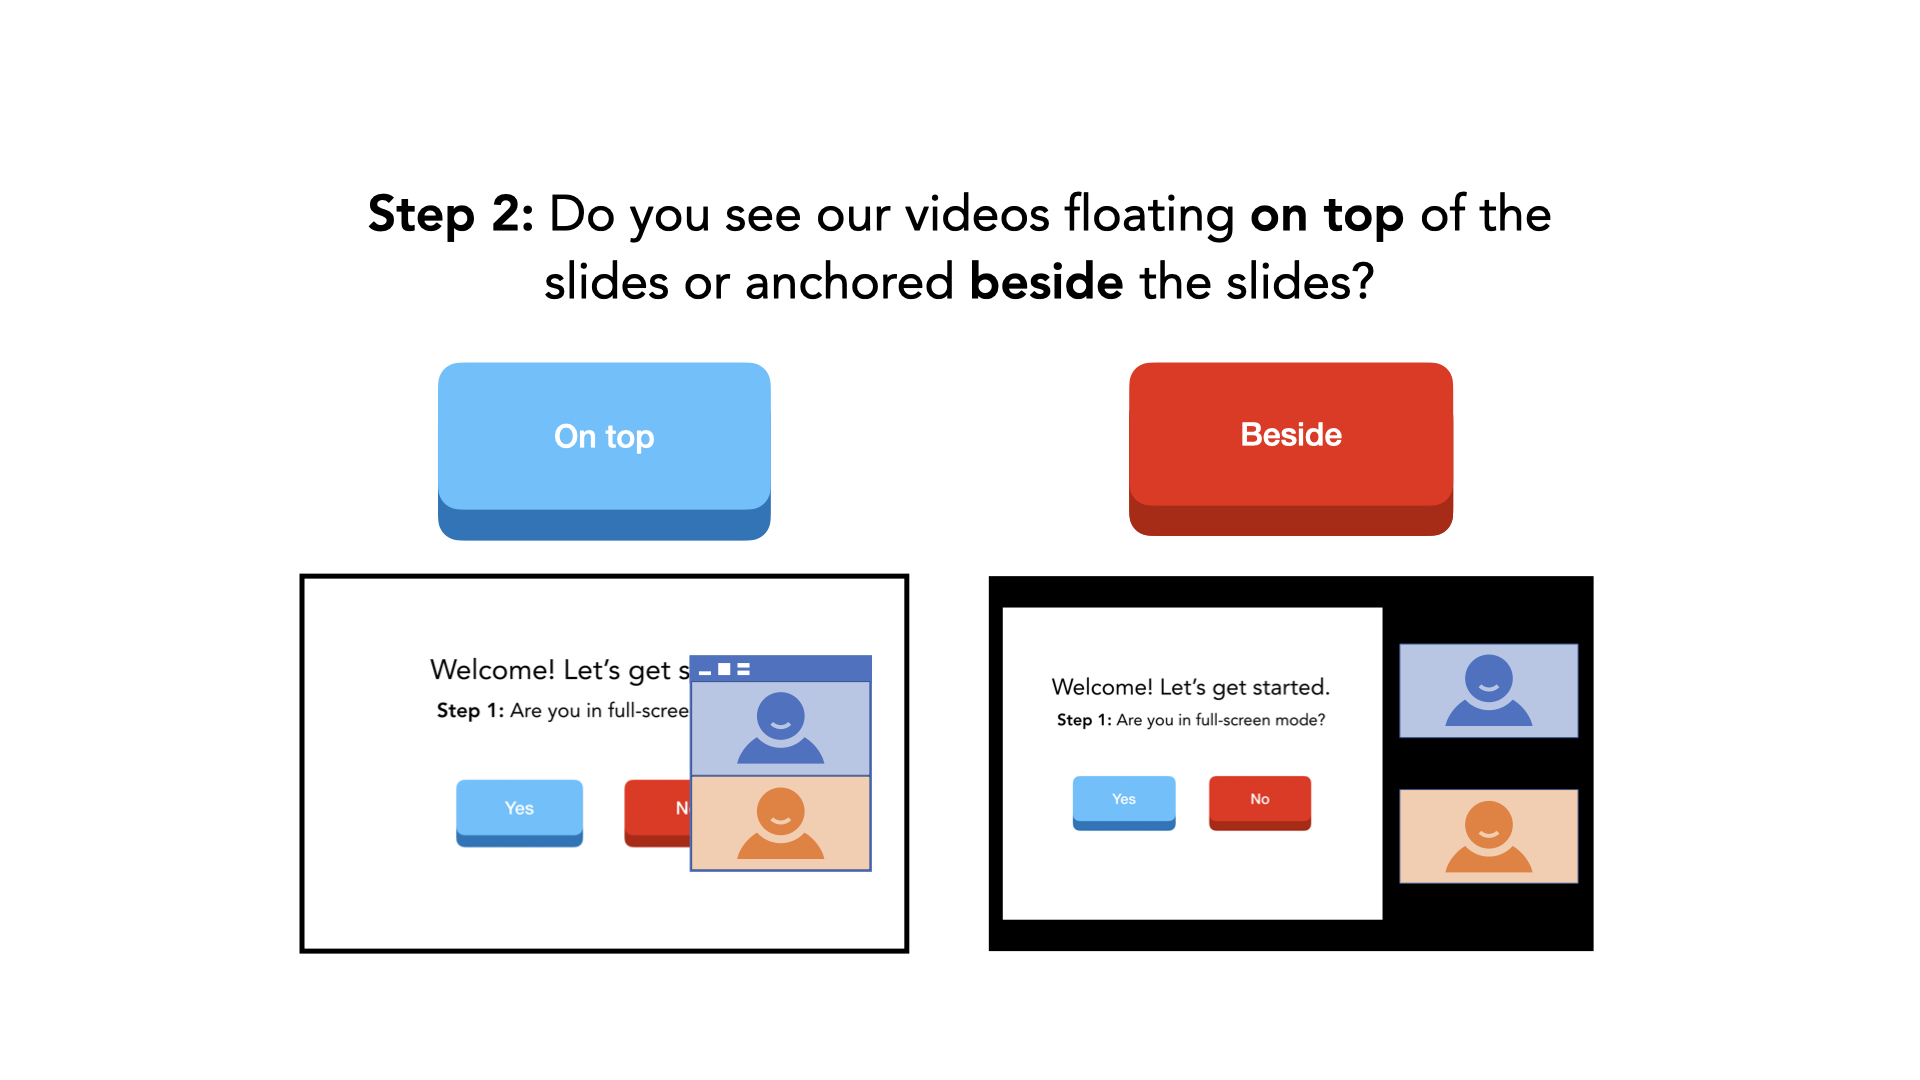 Step 2: Do you see our videos floating on top of the
slides or anchored beside the slides?
On top
Beside
Welcome! Let's get s
Step 1: Are you in full-scree
Yes
N
Welcome! Let's get started.
Step 1: Are you in full-screen mode?
Yes
No